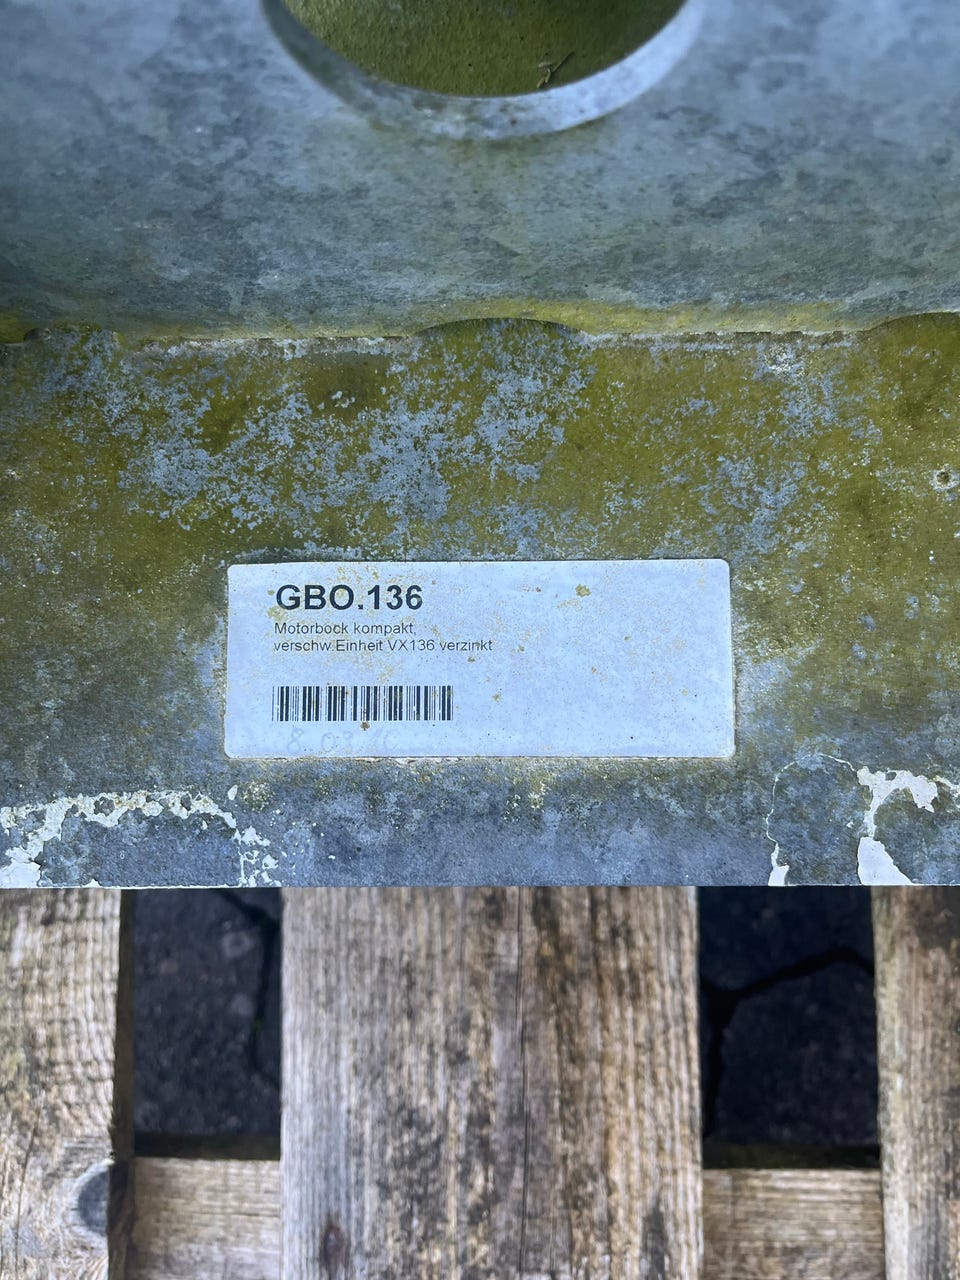 GBO.136
Motorbock kompakt,
verschw.Einheit VX136 verzinkt